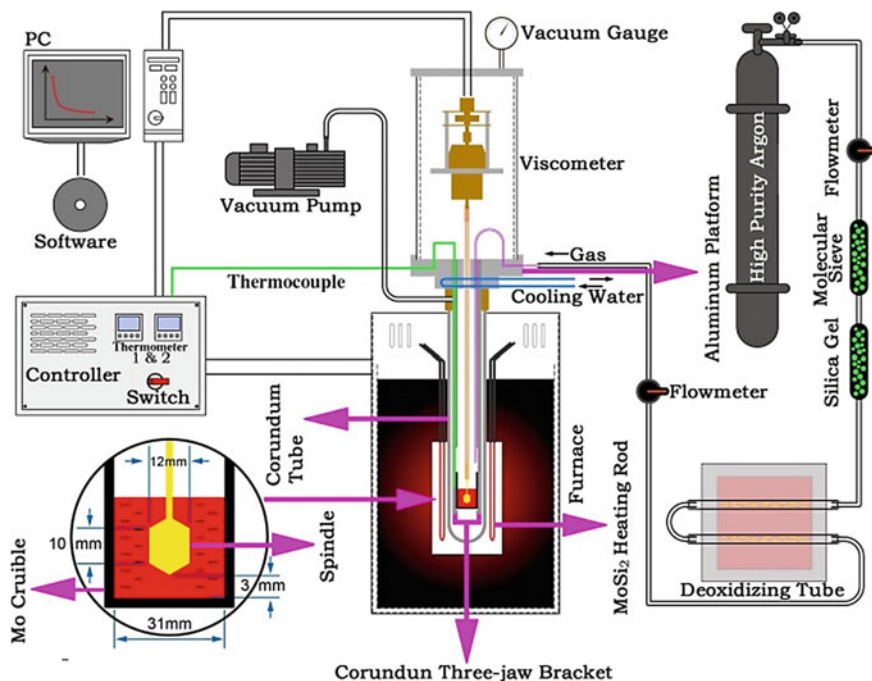 PC
Vacuum Gauge
Viscometer
Vacuum Pump
Software
Thermocouple
Gas
Cooling Water
Aluminum Platform
High Purity Argon
Flowmeter
Molecular
Sieve
Silica Gel
Flowmeter
Deoxidizing Tube
Thermometer
1 & 2
Controller
Switch
Corundum
Tube
Furnace
MoSi2 Heating Rod
12mm
10 mm
3 mm
31mm
Spindle
Mo Cruible
Corundun Three-jaw Bracket